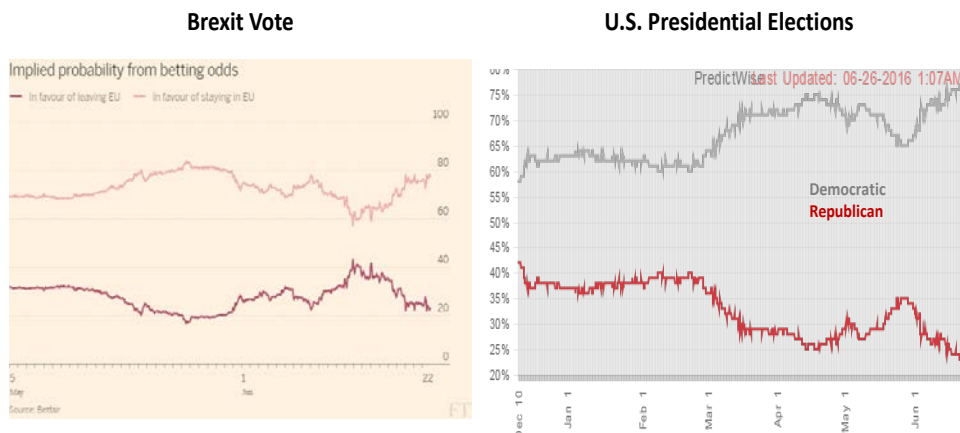 Brexit Vote
Implied probability from betting odds
In favour of leaving EU In favour of staying in EU
100
80
60
40
20
0
5 1 22
May Jun
Source: Betfair
FT
U.S. Presidential Elections
80%
PredictWise Last Updated: 06-26-2016 1:07AM
75%
70%
65%
60%
55%
50%
45%
40%
35%
30%
25%
20%
Democratic
Republican
Dec 10 Jan 1 Feb 1 Mar 1 Apr 1 May 1 Jun 1